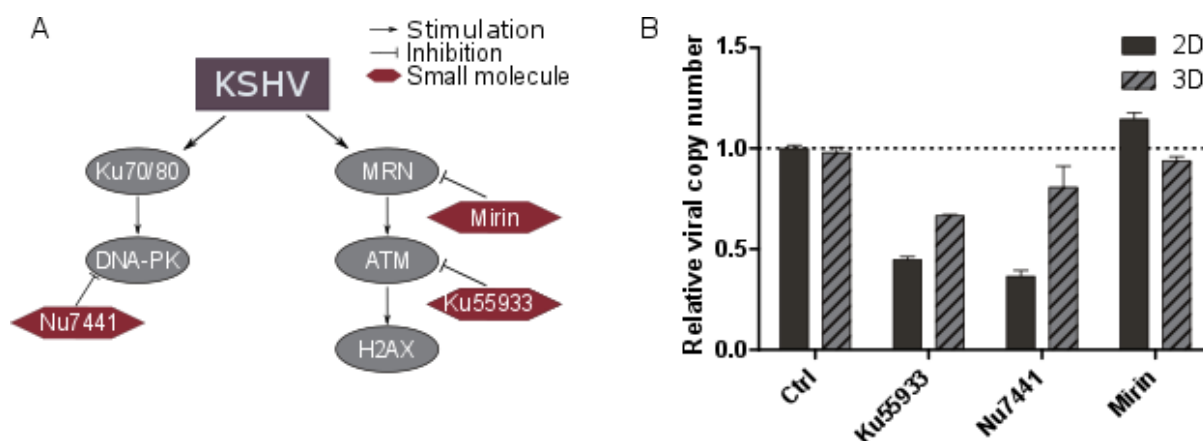 A
Stimulation
Inhibition
Small molecule
KSHV
Ku70/80
MRN
Mirin
DNA-PK
ATM
Nu7441
Ku55933
H2AX
B
Relative viral copy number
1.5
1.0
0.5
0.0
2D
3D
Ctrl
Ku55933
Nu7441
Mirin